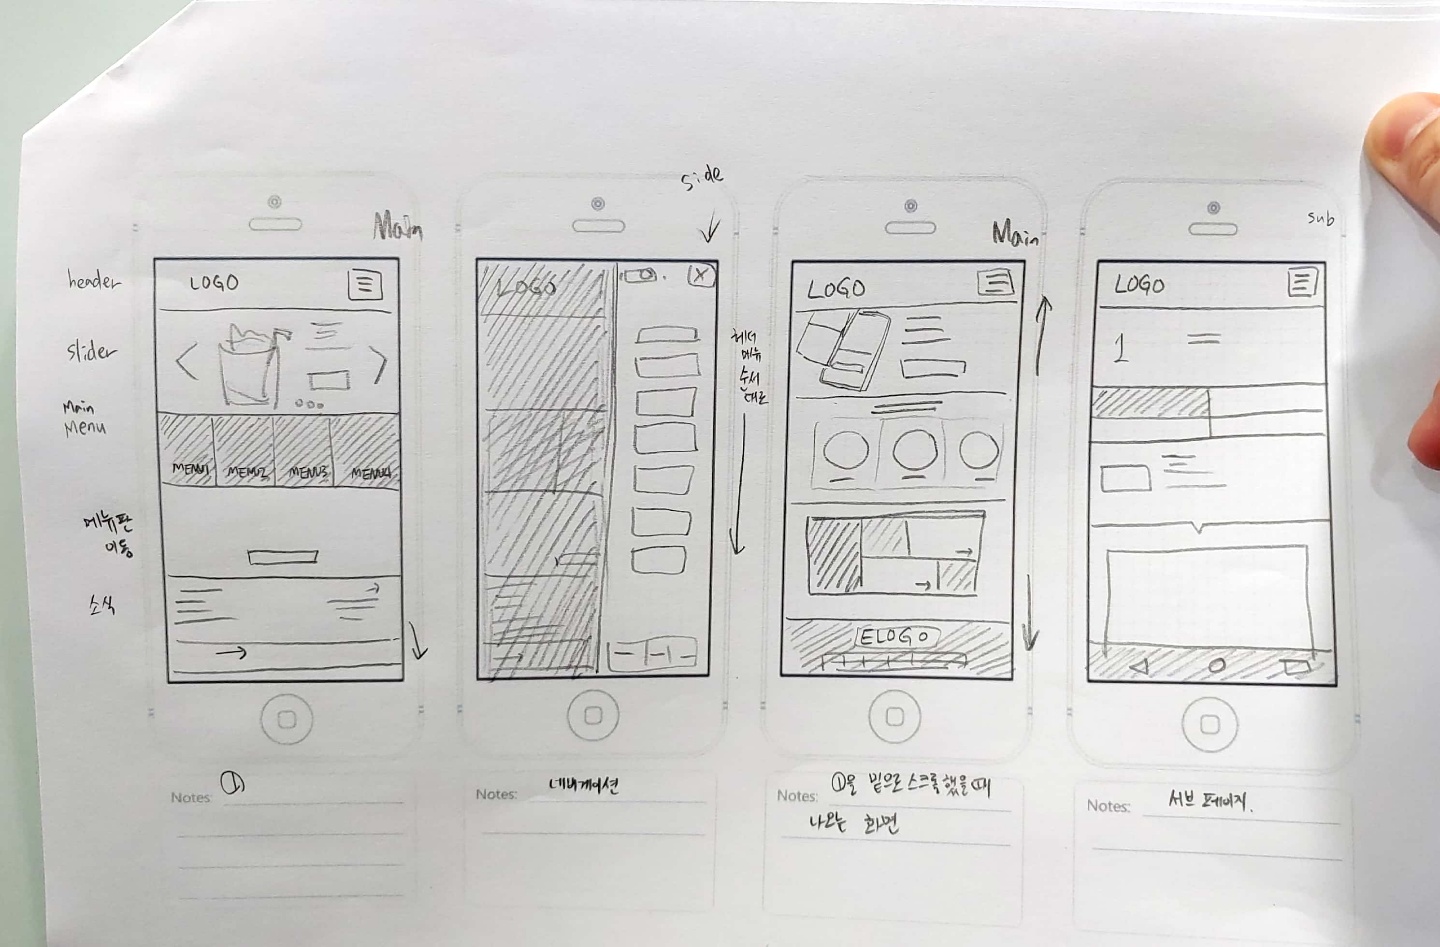 side
Main
Main
sub
header
LOGO
LOGO
X
LOGO
LOGO
slider
헤더
메뉴
순서
대로
1
Main
Menu
MENU1
MENU2
MENU3
MENU4
메뉴판
이동
소식
LOGO
Notes: ①
Notes: 네비게이션
Notes: ①을 밑으로 스크롤했을때
나오는 화면
Notes: 서브 페이지.